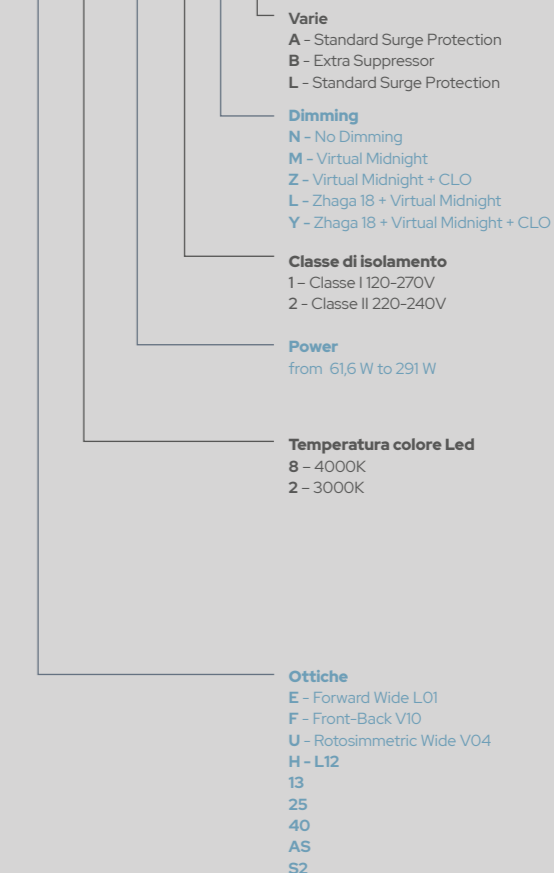 Varie
A - Standard Surge Protection
B - Extra Suppressor
L - Standard Surge Protection
Dimming
N - No Dimming
M - Virtual Midnight
Z - Virtual Midnight + CLO
L - Zhaga 18 + Virtual Midnight
Y - Zhaga 18 + Virtual Midnight + CLO
Classe di isolamento
1 – Classe I 120-270V
2 - Classe II 220-240V
Power
from 61,6 W to 291 W
Temperatura colore Led
8 – 4000K
2 – 3000K
Ottiche
E - Forward Wide L01
F - Front-Back V10
U - Rotosimmetric Wide V04
H - L12
13
25
40
AS
S2